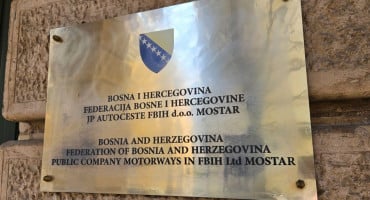 BOSNA I HERCEGOVINA
FEDERACIJA BOSNE I HERCEGOVINE
JP AUTOCESTE FBIH d.o.o. MOSTAR
BOSNIA AND HERZEGOVINA
FEDERATION OF BOSNIA AND HERZEGOVINA
PUBLIC COMPANY MOTORWAYS IN FBIH Ltd MOSTAR